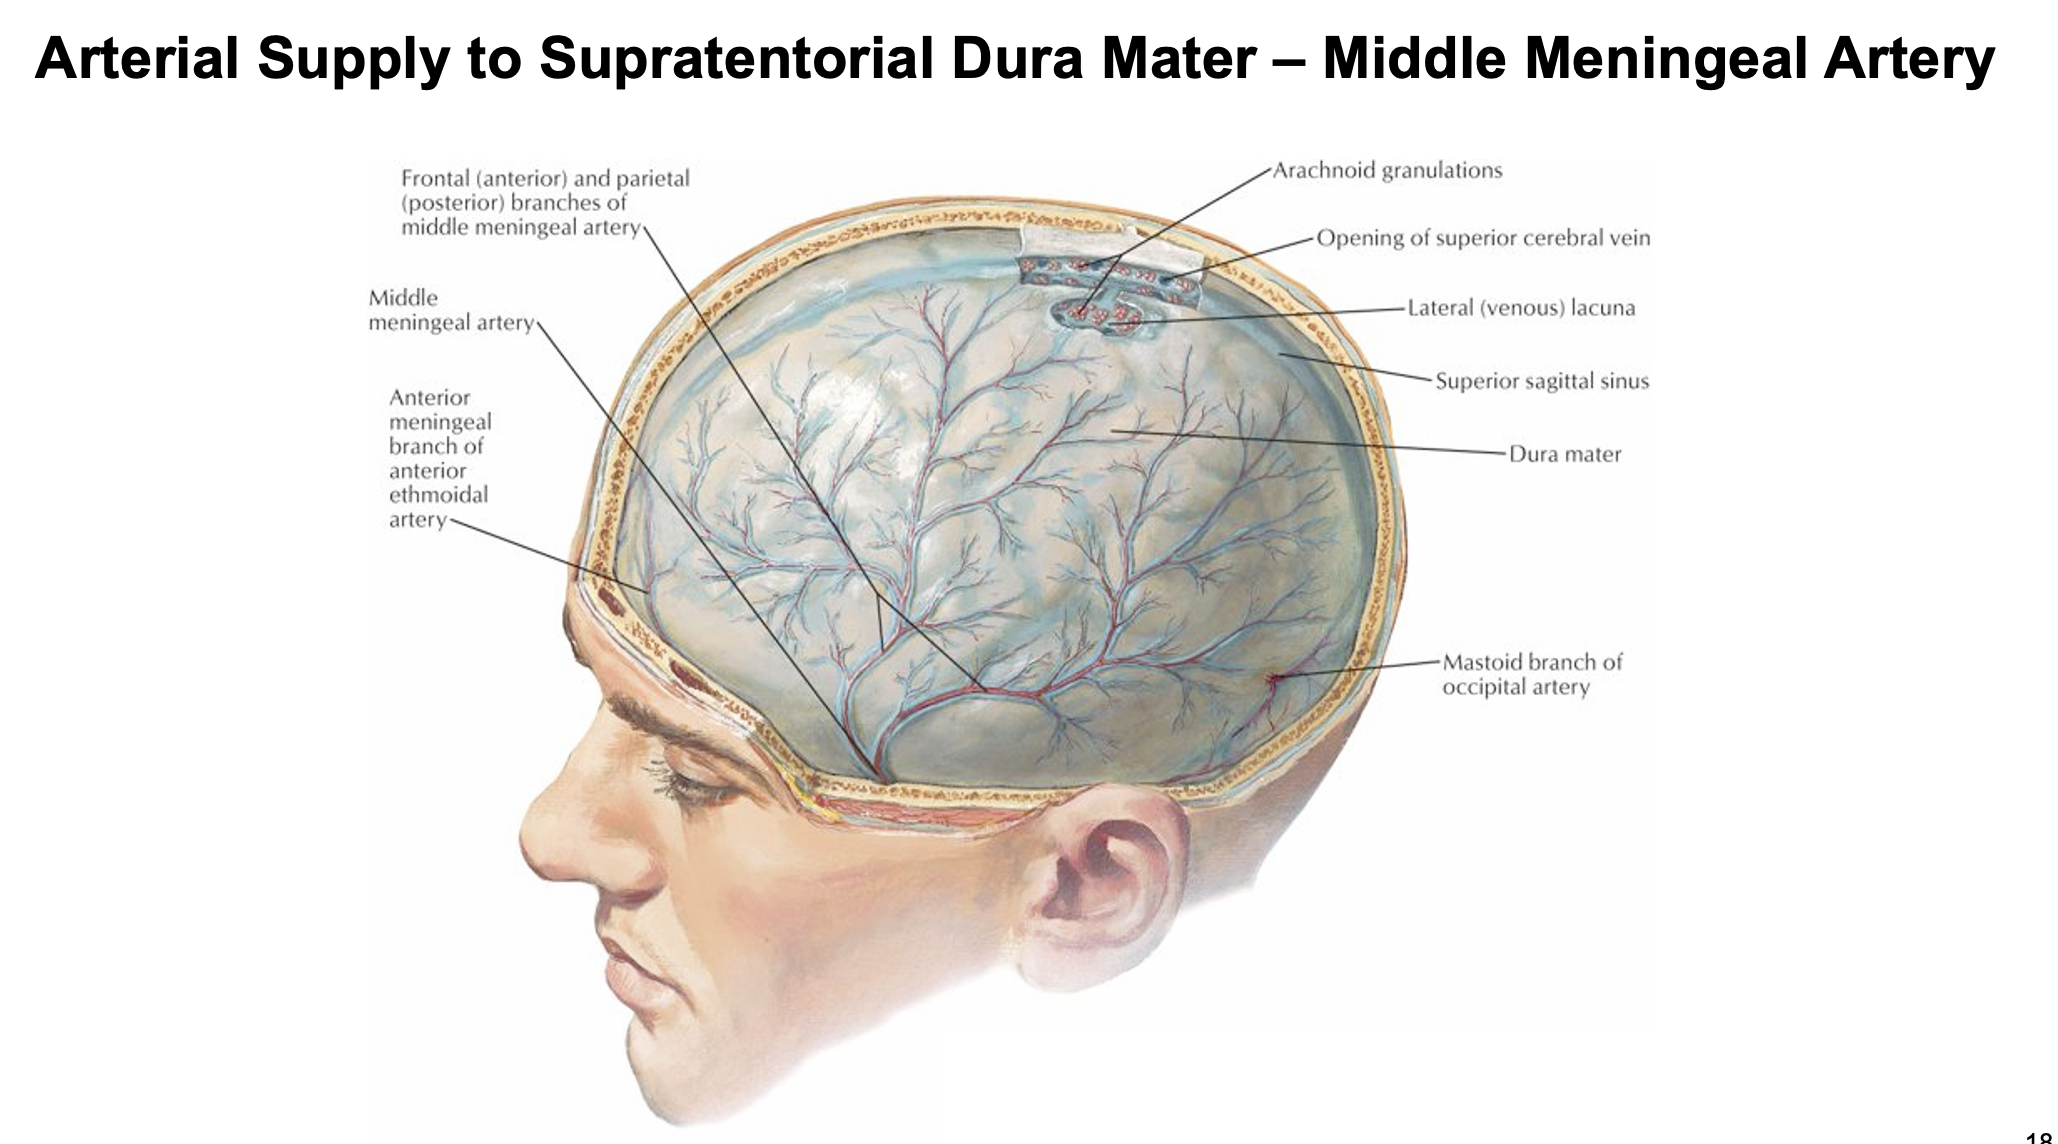 Arterial Supply to Supratentorial Dura Mater – Middle Meningeal Artery
Frontal (anterior) and parietal
(posterior) branches of
middle meningeal artery
Middle
meningeal artery
Anterior
meningeal
branch of
anterior
ethmoidal
artery
Arachnoid granulations
Opening of superior cerebral vein
Lateral (venous) lacuna
Superior sagittal sinus
Dura mater
Mastoid branch of
occipital artery
18